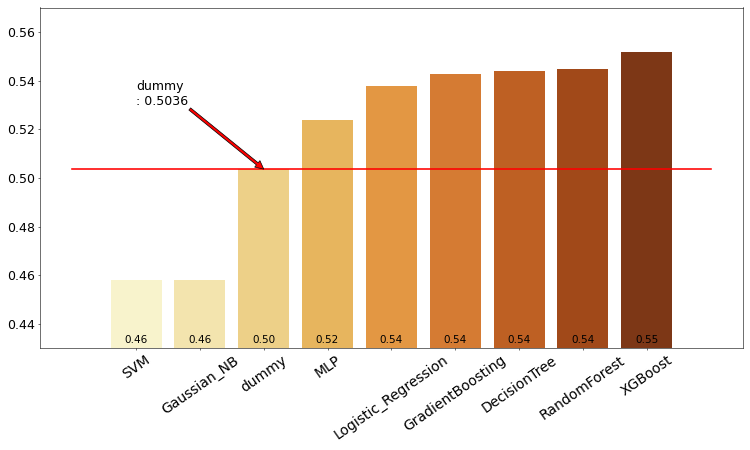 0.56
0.54
0.52
0.50
0.48
0.46
0.44
dummy
: 0.5036
0.46 0.46 0.50 0.52 0.54 0.54 0.54 0.54 0.55
SVM Gaussian_NB dummy MLP Logistic_Regression GradientBoosting DecisionTree RandomForest XGBoost